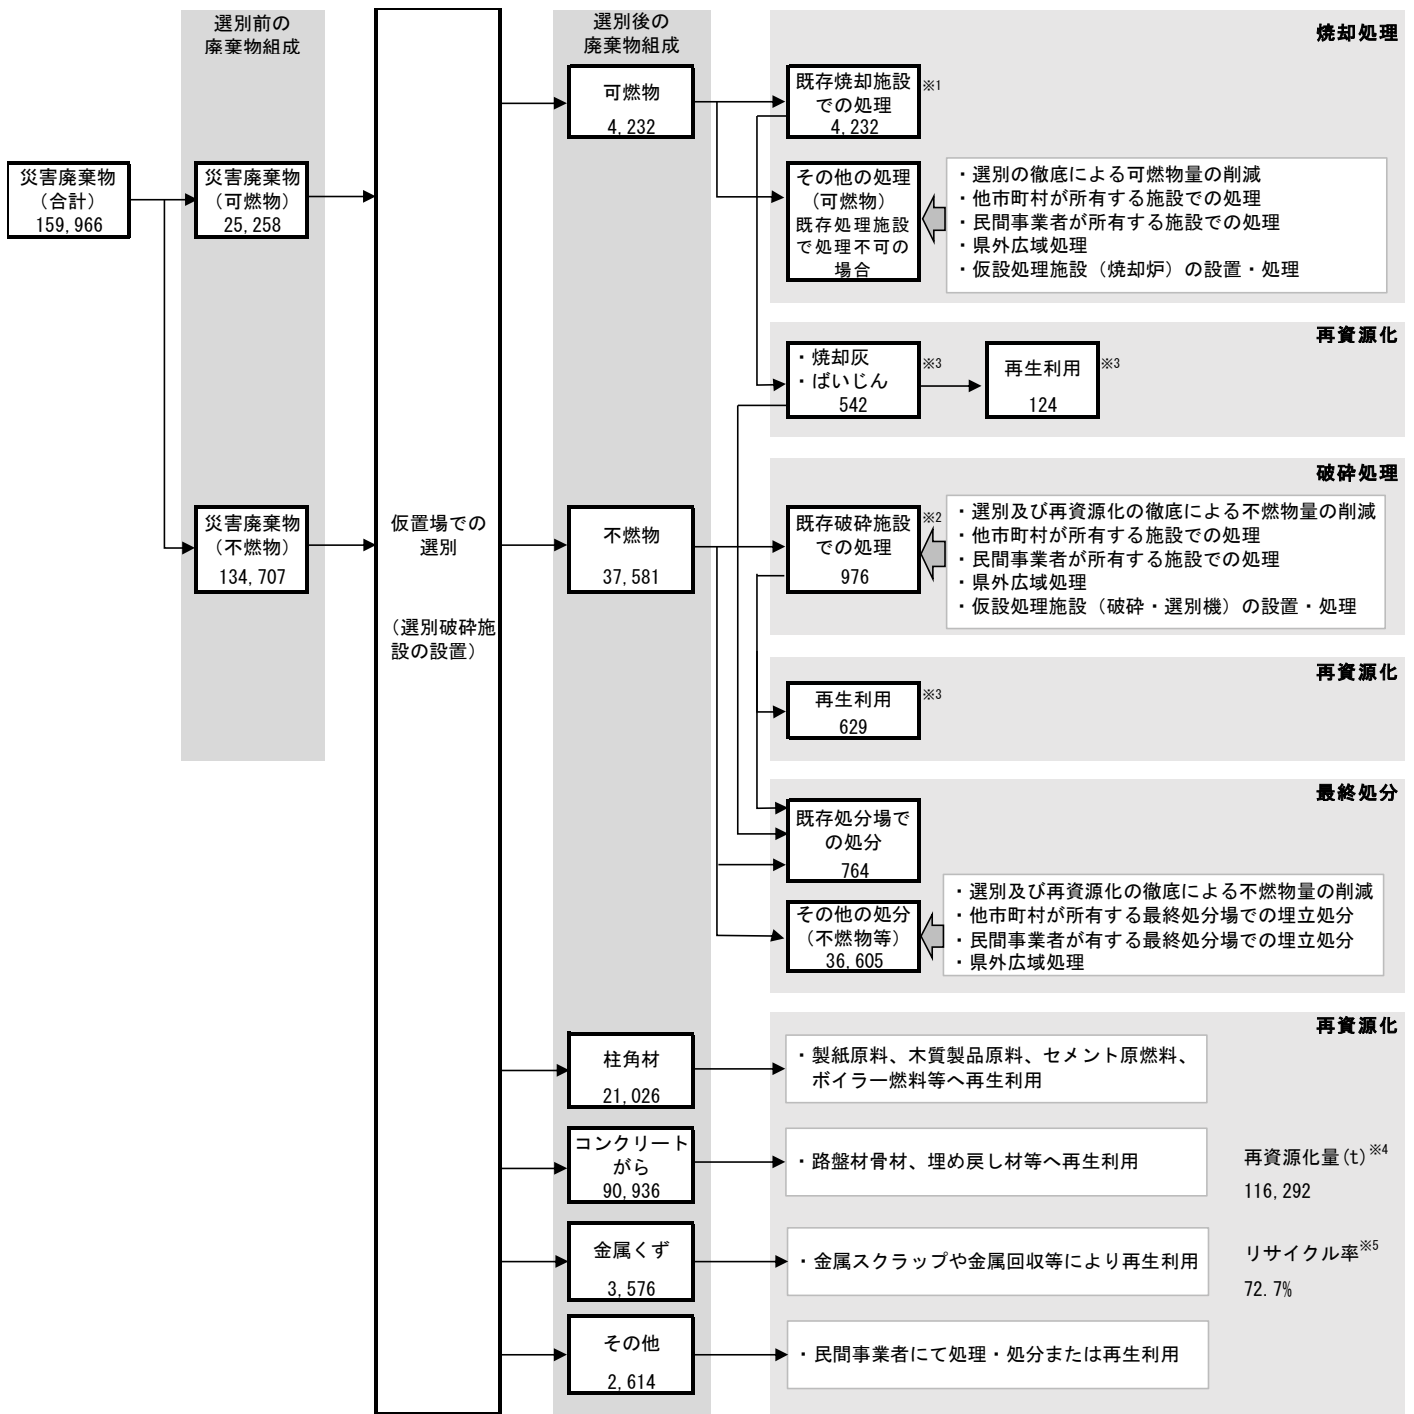 選別前の
廃棄物組成
選別後の
廃棄物組成
災害廃棄物
(合計)
159,966
災害廃棄物
(可燃物)
25,258
災害廃棄物
(不燃物)
134,707
仮置場での
選別
(選別破砕施
設の設置)
可燃物
4,232
不燃物
37,581
柱角材
21,026
コンクリート
がら
90,936
金属くず
3,576
その他
2,614
焼却処理
既存焼却施設
での処理
4,232
※1
その他の処理
(可燃物)
既存処理施設
で処理不可の
場合
・選別の徹底による可燃物量の削減
・他市町村が所有する施設での処理
・民間事業者が所有する施設での処理
・県外広域処理
・仮設処理施設(焼却炉)の設置・処理
再資源化
・焼却灰
・ばいじん
542
※3
再生利用
124
※3
破砕処理
既存破砕施設
での処理
976
※2
・選別及び再資源化の徹底による不燃物量の削減
・他市町村が所有する施設での処理
・民間事業者が所有する施設での処理
・県外広域処理
・仮設処理施設(破砕・選別機)の設置・処理
再資源化
再生利用
629
※3
最終処分
既存処分場で
の処分
764
その他の処分
(不燃物等)
36,605
・選別及び再資源化の徹底による不燃物量の削減
・他市町村が所有する最終処分場での埋立処分
・民間事業者が有する最終処分場での埋立処分
・県外広域処理
再資源化
・製紙原料、木質製品原料、セメント原燃料、
ボイラー燃料等へ再生利用
・路盤材骨材、埋め戻し材等へ再生利用
・金属スクラップや金属回収等により再生利用
・民間事業者にて処理・処分または再生利用
再資源化量(t)※4
116,292
リサイクル率※5
72.7%